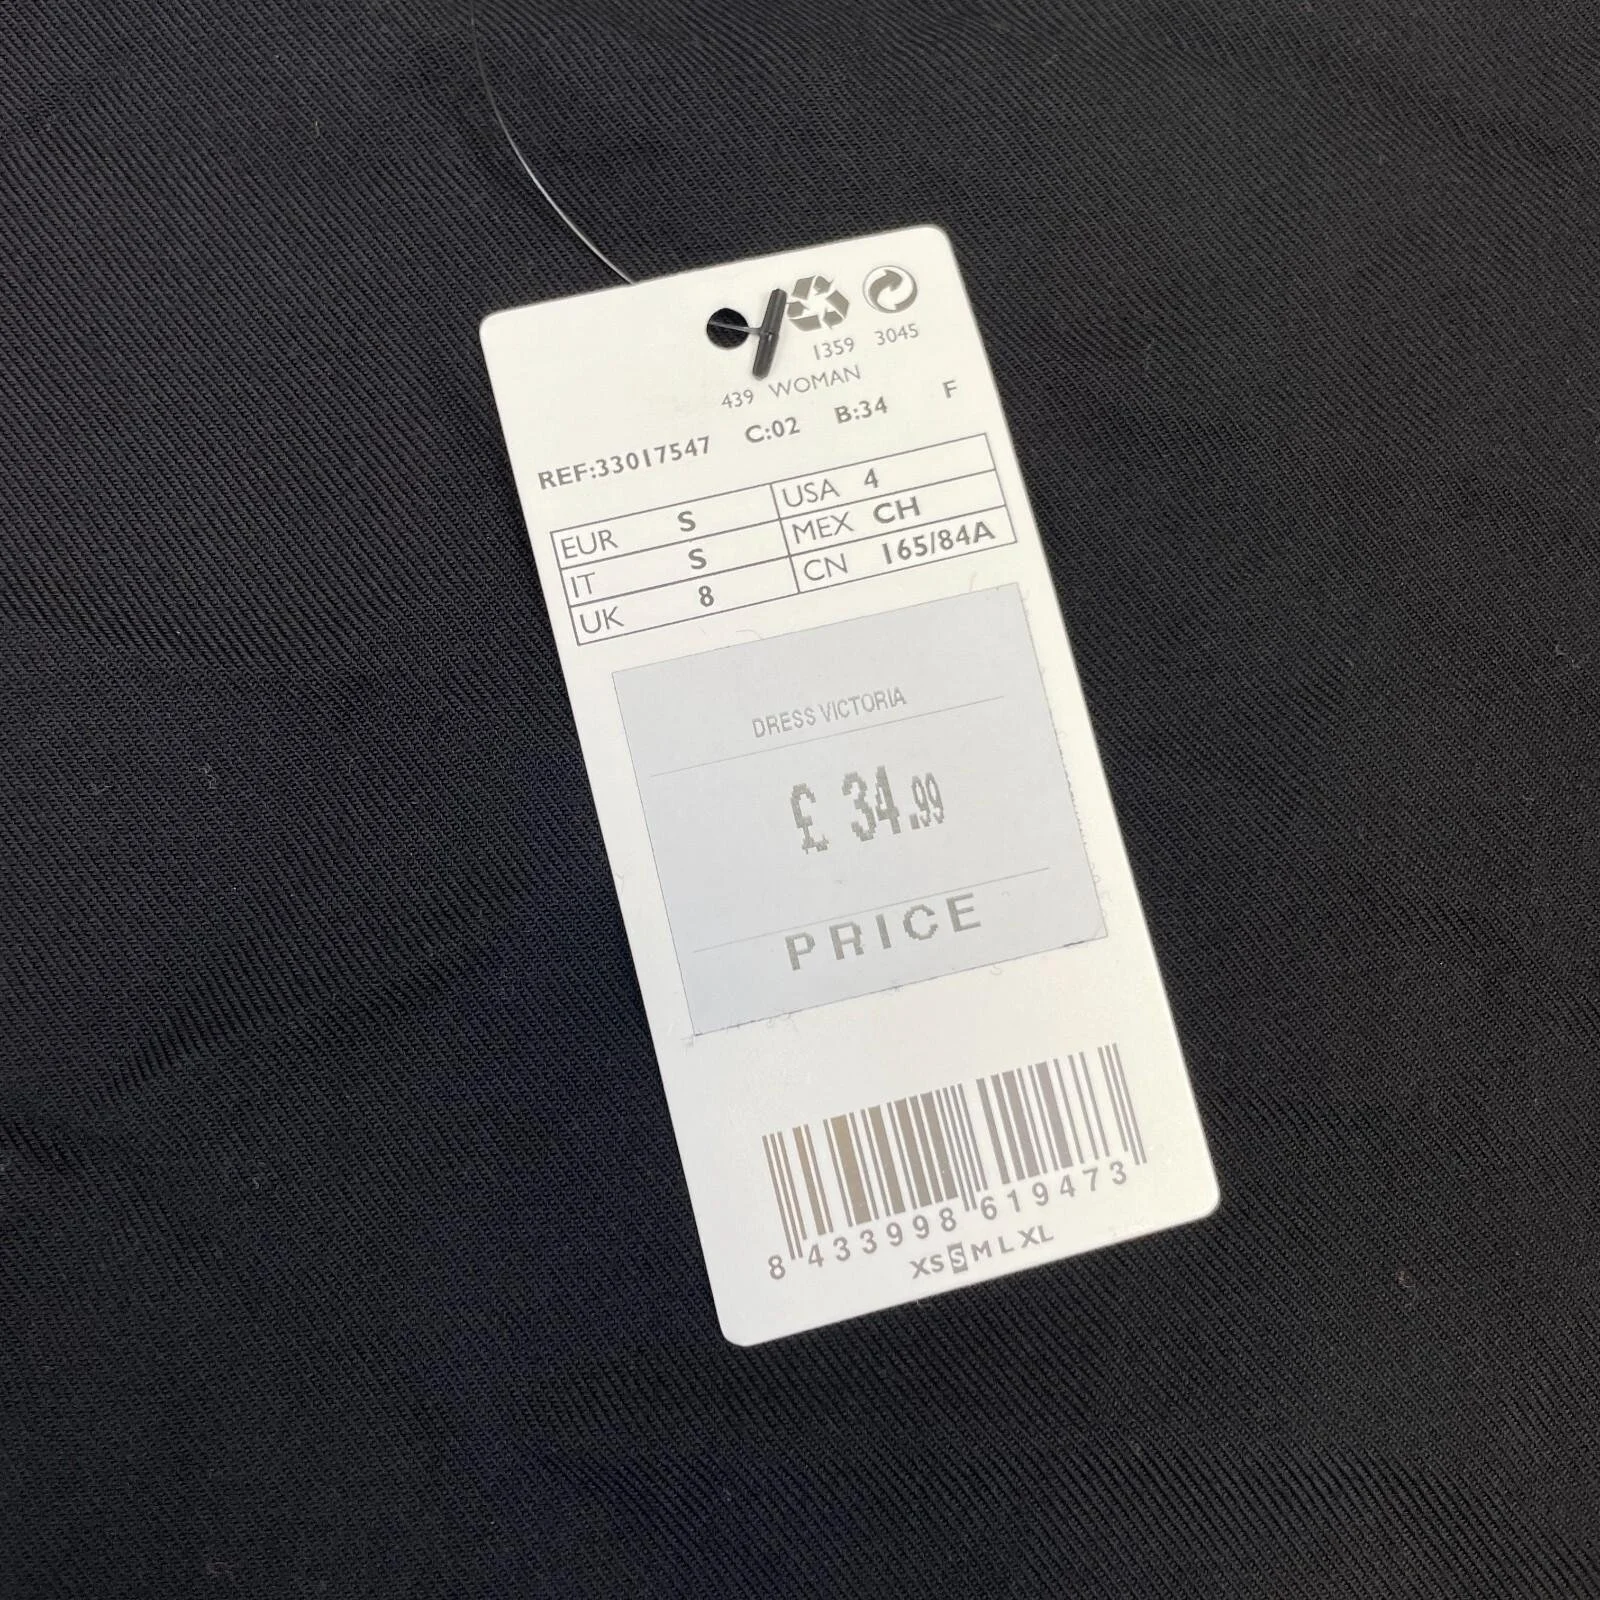 1359 3045
439 WOMAN
REF:33017547 C:02 B:34 F
EUR S USA 4
IT S MEX CH
UK 8 CN 165/84A
DRESS VICTORIA
£ 34.99
PRICE
8 433998 619473
XS S M L XL